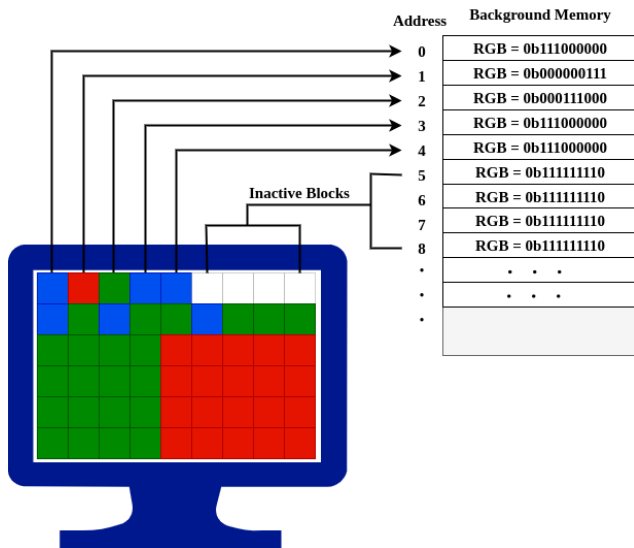 Address Background Memory
0 RGB = 0b111000000
1 RGB = 0b000000111
2 RGB = 0b000111000
3 RGB = 0b111000000
4 RGB = 0b111000000
5 RGB = 0b111111110
Inactive Blocks
6 RGB = 0b111111110
7 RGB = 0b111111110
8 RGB = 0b111111110
. . . .
. . . .
.